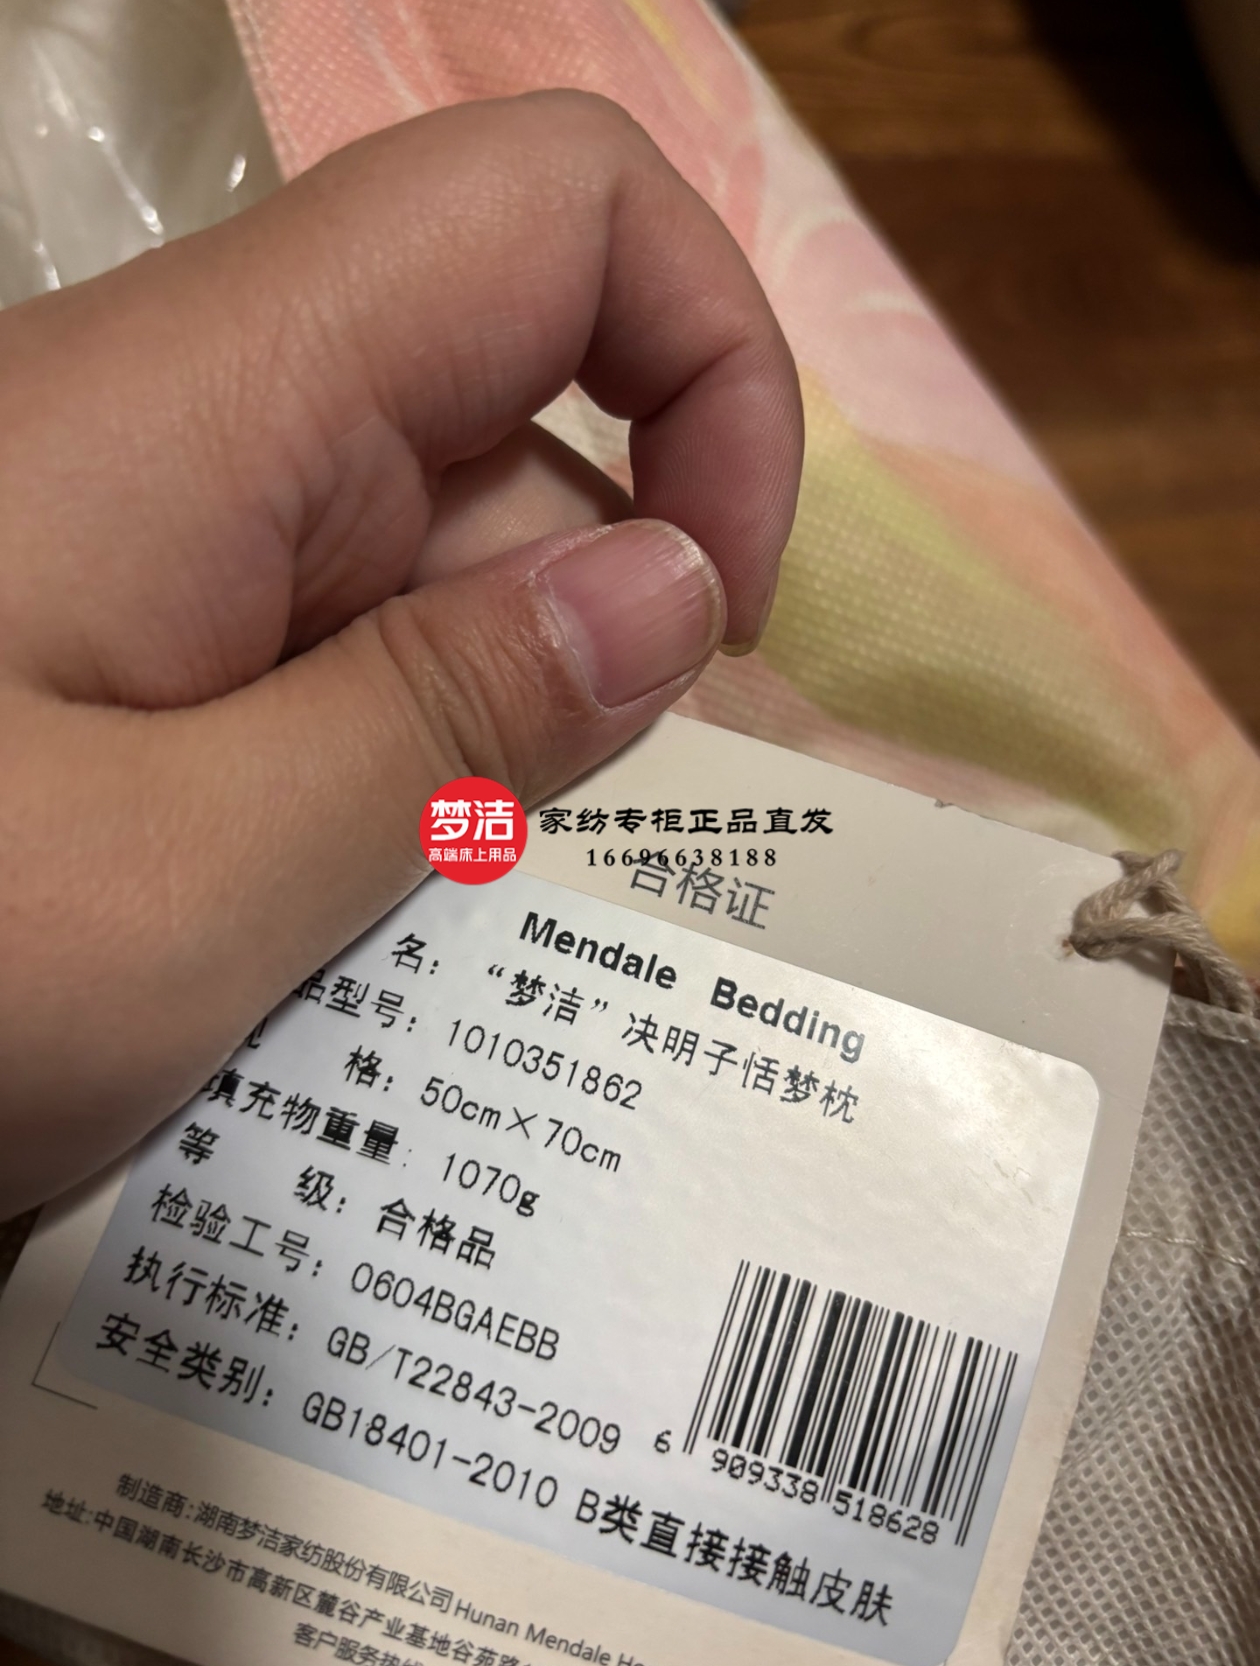 梦洁
高端床上用品
家纺专柜正品直发
16696638188
合格证
Mendale Bedding
名：“梦洁”决明子恬梦枕
品型号：1010351862
格：50cm×70cm
填充物重量：1070g
等级：合格品
检验工号：0604BGAEBB
执行标准：GB/T22843-2009
安全类别：GB18401-2010 B类直接接触皮肤
6 909338 518628
制造商:湖南梦洁家纺股份有限公司 Hunan Mendale
地址:中国湖南长沙市高新区麓谷产业基地谷苑路
客户服务热线